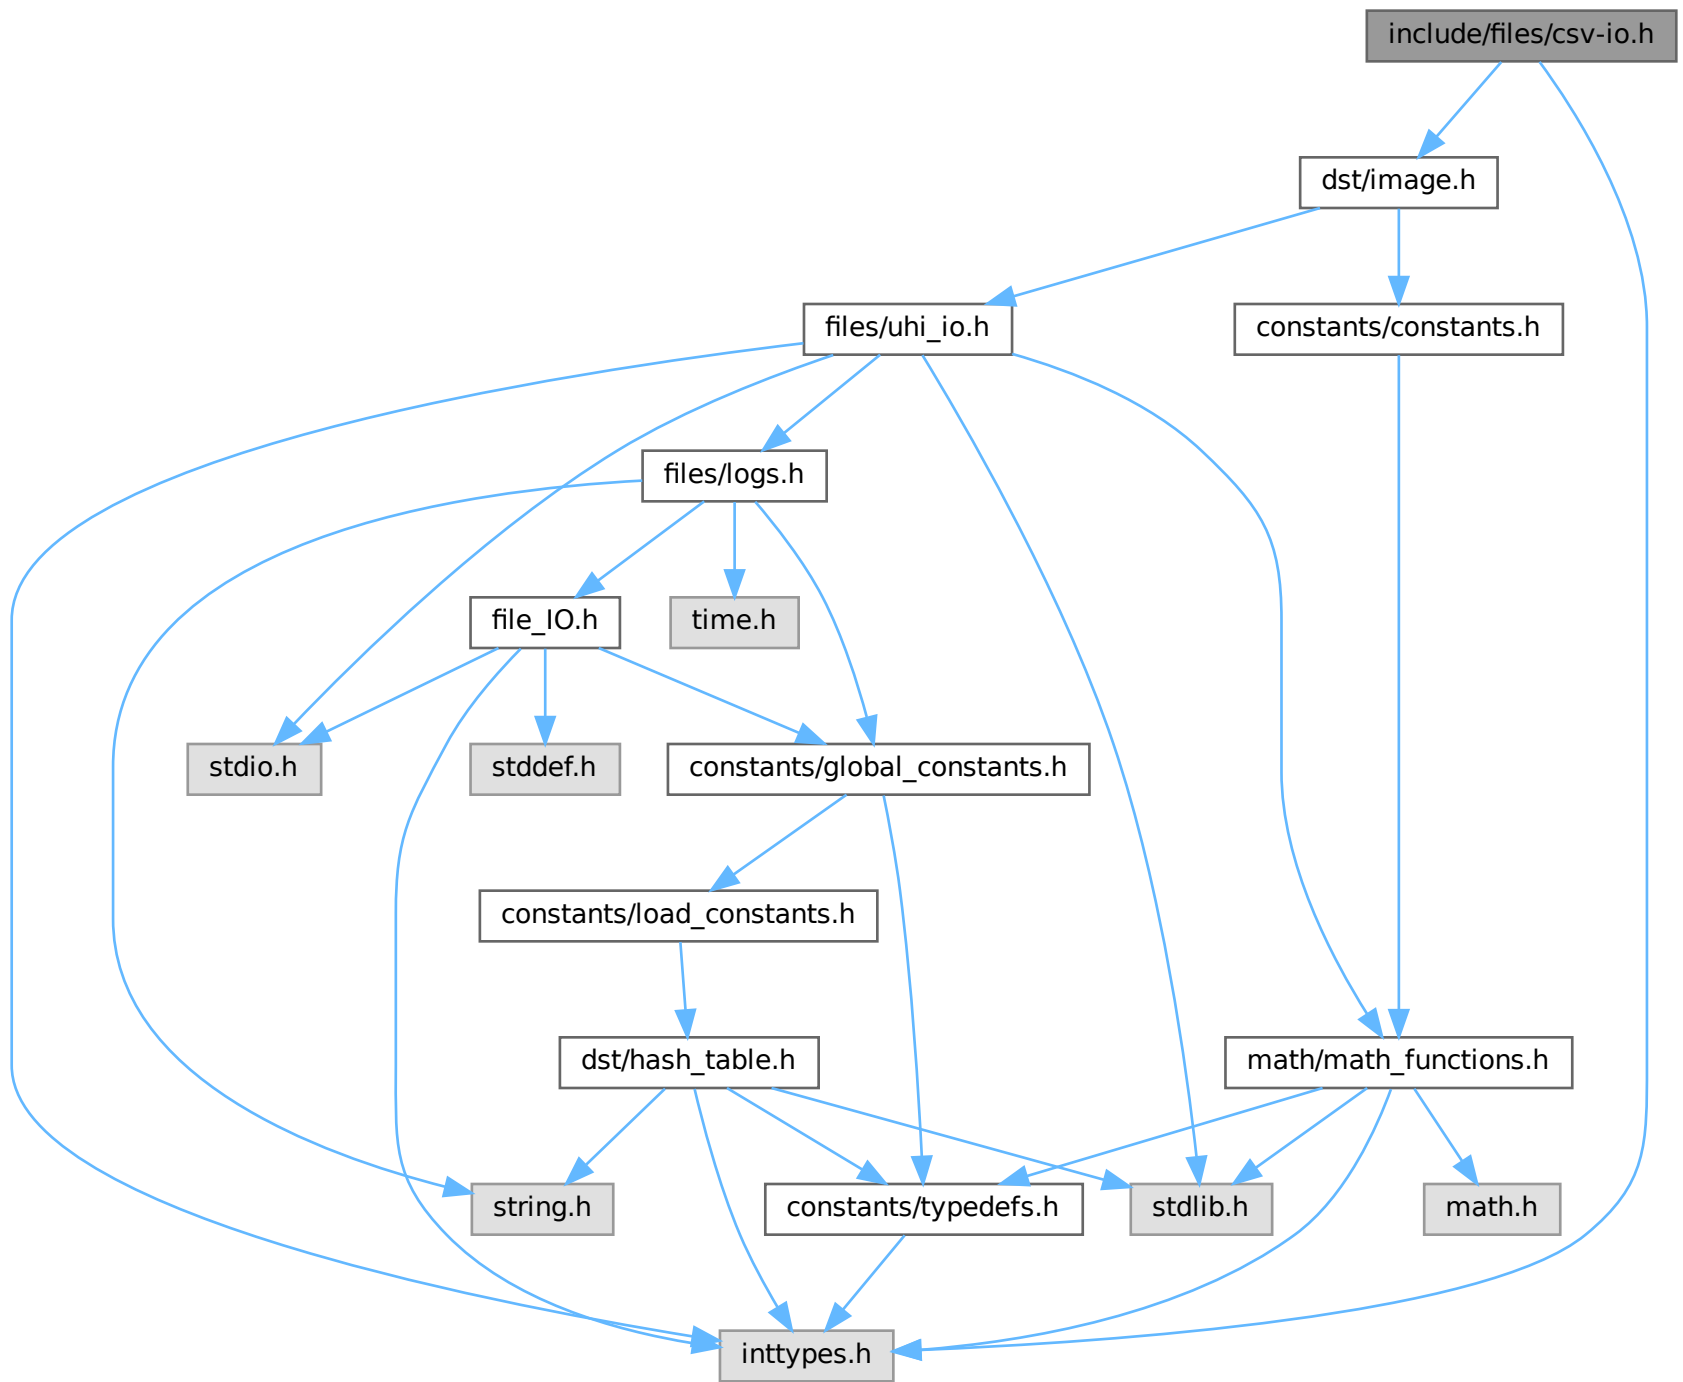 include/files/csv-io.h
dst/image.h
files/uhi_io.h
constants/constants.h
files/logs.h
file_IO.h
time.h
stdio.h
stddef.h
constants/global_constants.h
constants/load_constants.h
dst/hash_table.h
math/math_functions.h
string.h
constants/typedefs.h
stdlib.h
math.h
inttypes.h